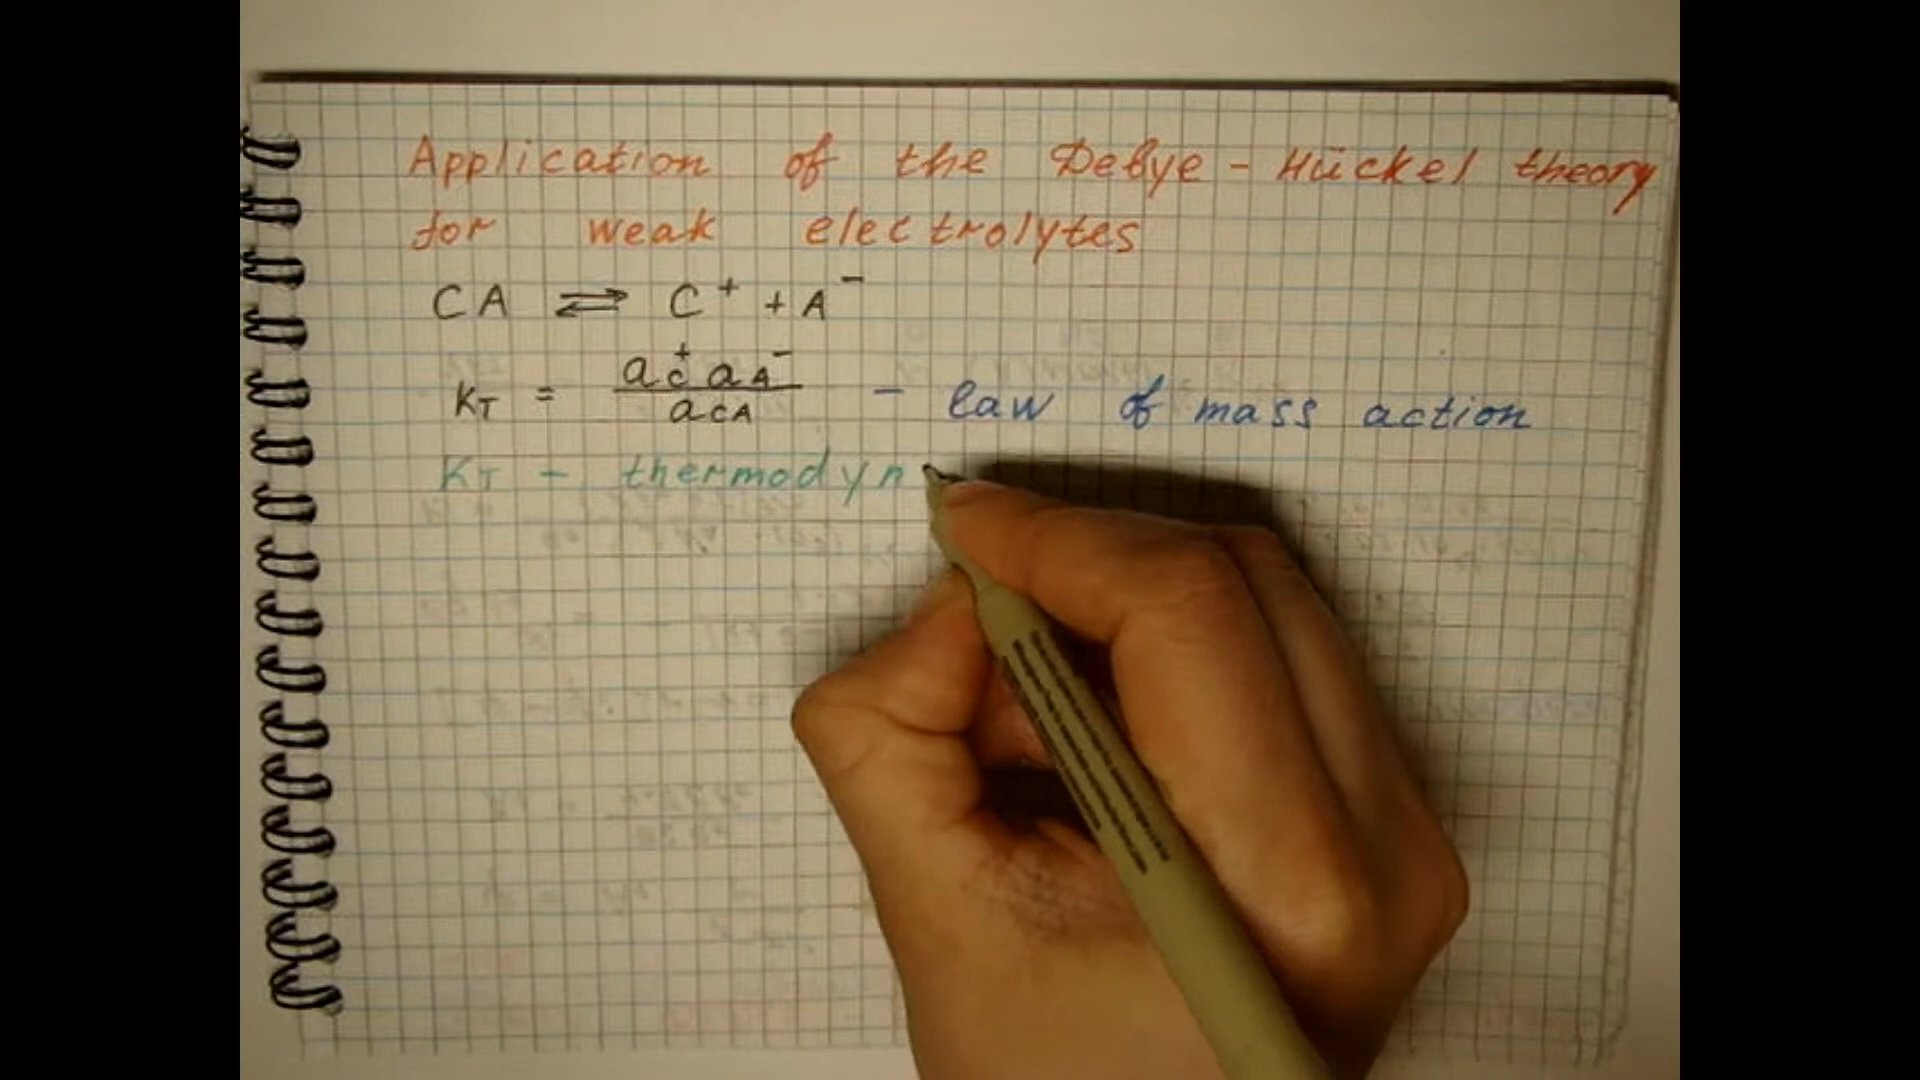 Application of the Debye - Hückel theory
for weak electrolytes
CA ⇌ C⁺ + A⁻
K_T = a_C⁺ a_A⁻ / a_CA - law of mass action
K_T - thermodyn